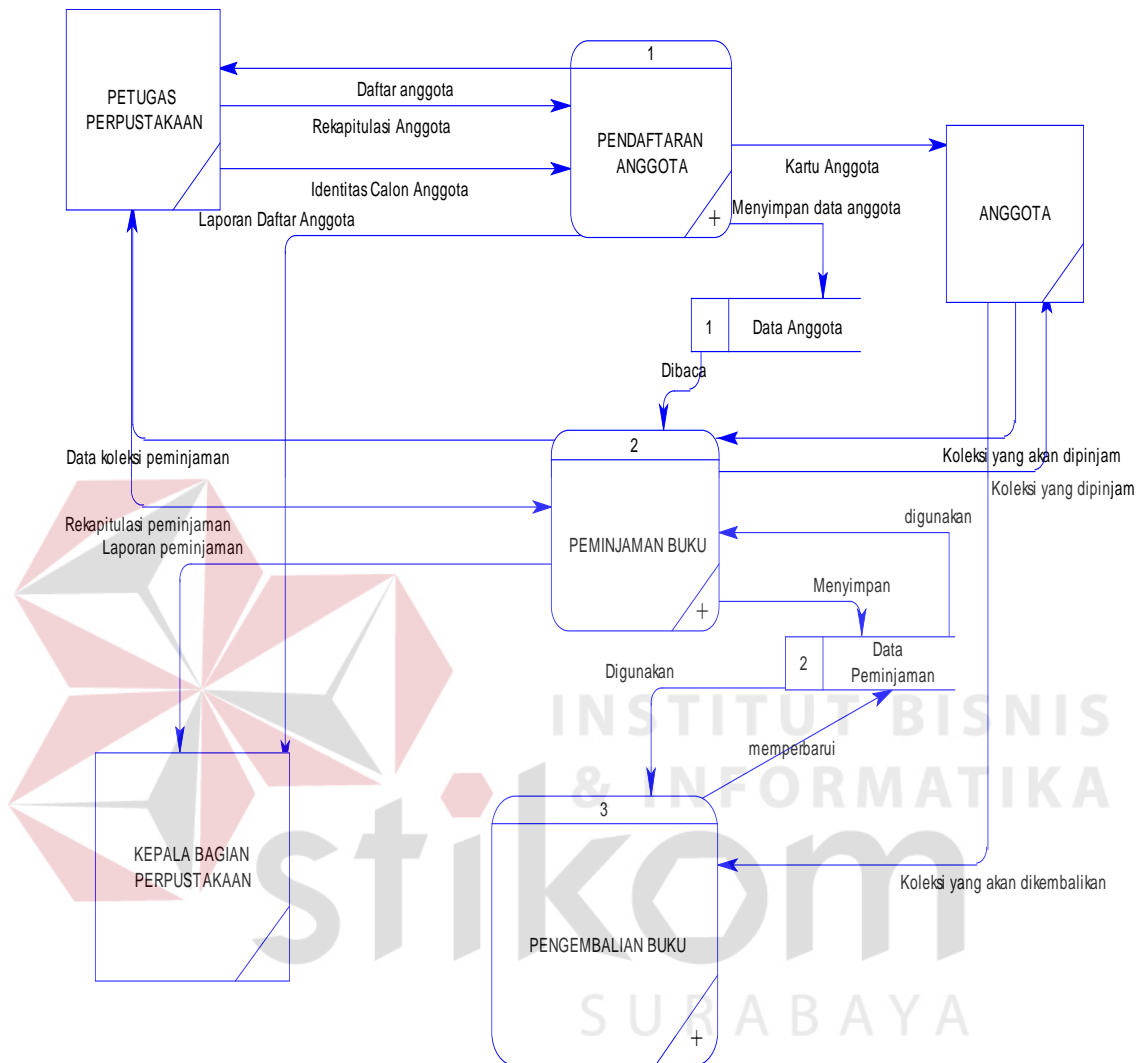 1
PETUGAS
PERPUSTAKAAN
Daftar anggota
Rekapitulasi Anggota
PENDAFTARAN
ANGGOTA
Kartu Anggota
Identitas Calon Anggota
Laporan Daftar Anggota
+
Menyimpan data anggota
ANGGOTA
1
Data Anggota
Dibaca
2
Data koleksi peminjaman
Koleksi yang akan dipinjam
Koleksi yang dipinjam
Rekapitulasi peminjaman
Laporan peminjaman
digunakan
PEMINJAMAN BUKU
Menyimpan
+
2
Data
Peminjaman
Digunakan
INSTITUT BISNIS
& INFORMATIKA
memperbarui
3
KEPALA BAGIAN
PERPUSTAKAAN
stikom
Koleksi yang akan dikembalikan
PENGEMBALIAN BUKU
SURABAYA
+